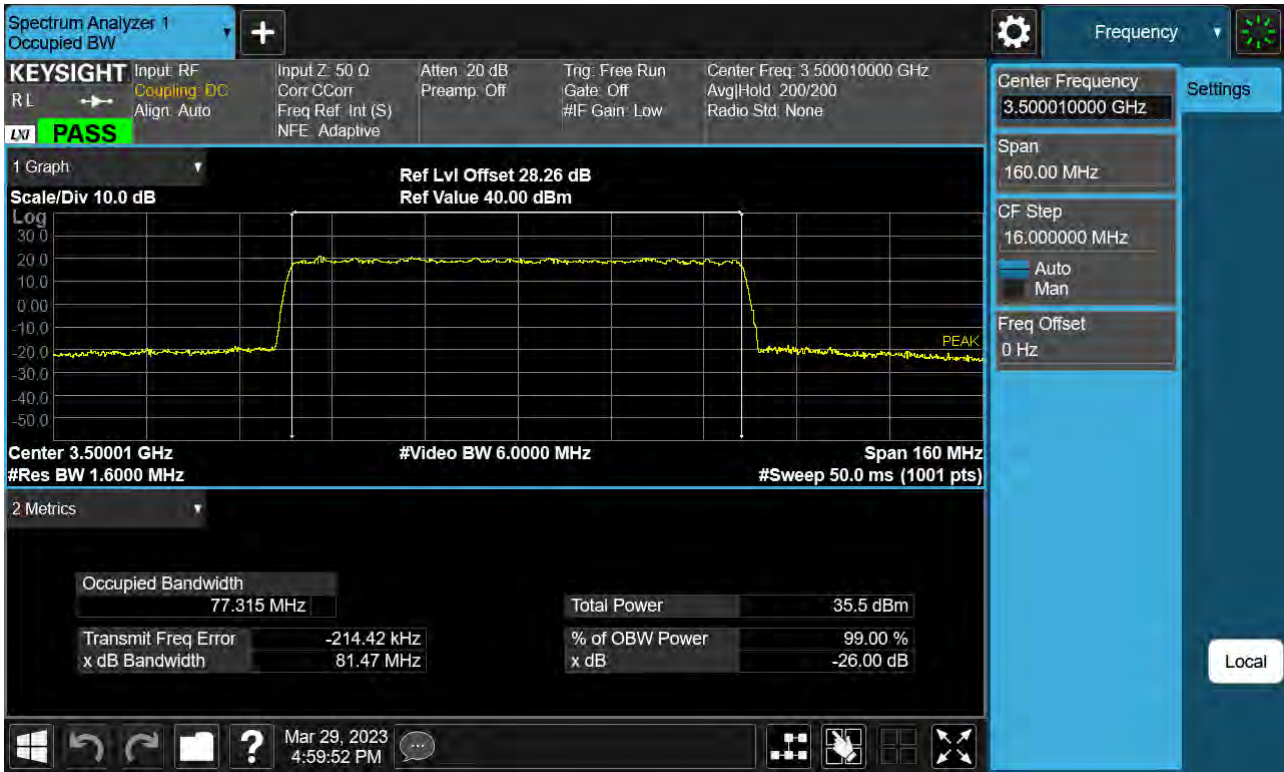 Spectrum Analyzer 1
Occupied BW
Frequency
KEYSIGHT
RL
LXI PASS
Input: RF
Coupling: DC
Align: Auto
Input Z: 50 Ω
Corr CCorr
Freq Ref: Int (S)
NFE: Adaptive
Atten: 20 dB
Preamp: Off
Trig: Free Run
Gate: Off
#IF Gain: Low
Center Freq: 3.500010000 GHz
Avg|Hold: 200/200
Radio Std: None
Center Frequency
3.500010000 GHz
Settings
Span
160.00 MHz
CF Step
16.000000 MHz
Auto
Man
Freq Offset
0 Hz
Local
1 Graph
Ref Lvl Offset 28.26 dB
Scale/Div 10.0 dB
Ref Value 40.00 dBm
Log
30.0
20.0
10.0
0.00
-10.0
-20.0
-30.0
-40.0
-50.0
PEAK
Center 3.50001 GHz
#Video BW 6.0000 MHz
Span 160 MHz
#Res BW 1.6000 MHz
#Sweep 50.0 ms (1001 pts)
2 Metrics
Occupied Bandwidth
77.315 MHz
Total Power 35.5 dBm
Transmit Freq Error -214.42 kHz
% of OBW Power 99.00 %
x dB Bandwidth 81.47 MHz
x dB -26.00 dB
?
Mar 29, 2023
4:59:52 PM